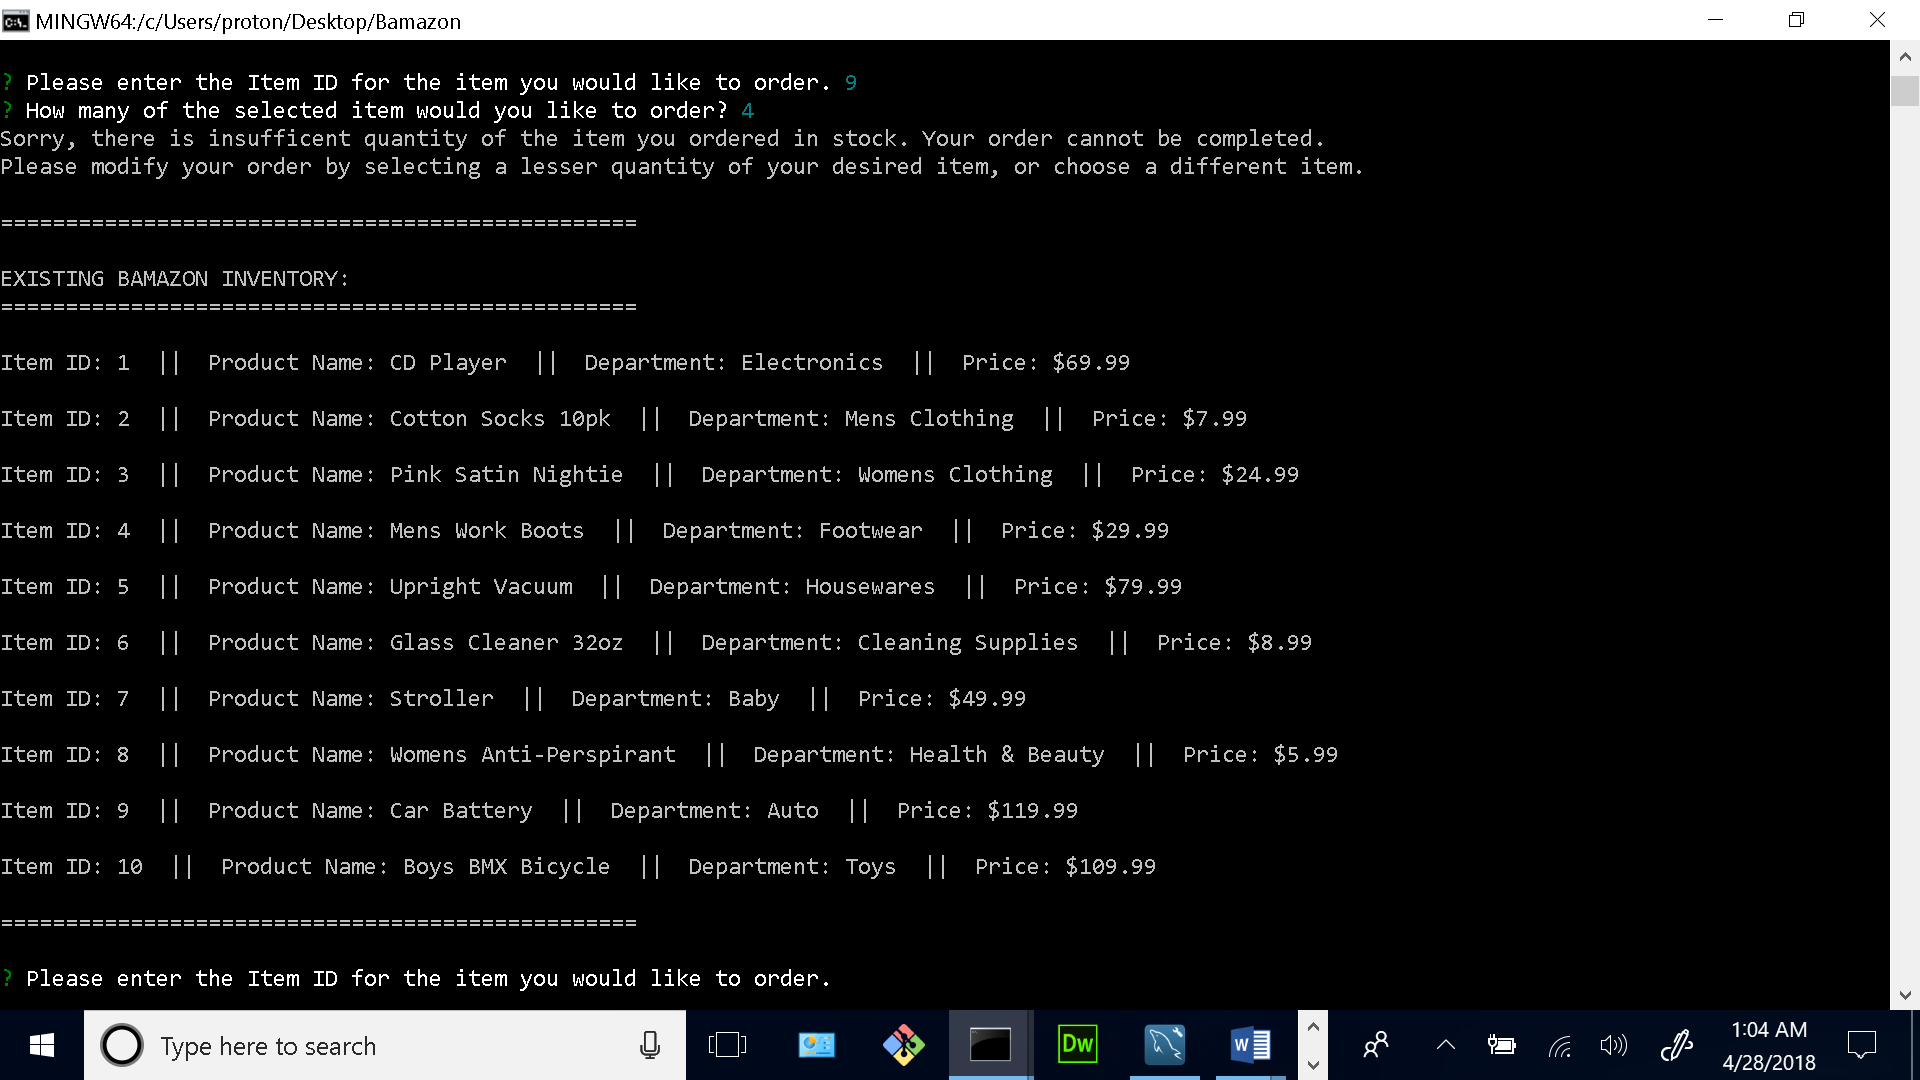 MINGW64:/c/Users/proton/Desktop/Bamazon
? Please enter the Item ID for the item you would like to order. 9
? How many of the selected item would you like to order? 4
Sorry, there is insufficent quantity of the item you ordered in stock. Your order cannot be completed.
Please modify your order by selecting a lesser quantity of your desired item, or choose a different item.
=================================================
EXISTING BAMAZON INVENTORY:
=================================================
Item ID: 1  ||  Product Name: CD Player  ||  Department: Electronics  ||  Price: $69.99
Item ID: 2  ||  Product Name: Cotton Socks 10pk  ||  Department: Mens Clothing  ||  Price: $7.99
Item ID: 3  ||  Product Name: Pink Satin Nightie  ||  Department: Womens Clothing  ||  Price: $24.99
Item ID: 4  ||  Product Name: Mens Work Boots  ||  Department: Footwear  ||  Price: $29.99
Item ID: 5  ||  Product Name: Upright Vacuum  ||  Department: Housewares  ||  Price: $79.99
Item ID: 6  ||  Product Name: Glass Cleaner 32oz  ||  Department: Cleaning Supplies  ||  Price: $8.99
Item ID: 7  ||  Product Name: Stroller  ||  Department: Baby  ||  Price: $49.99
Item ID: 8  ||  Product Name: Womens Anti-Perspirant  ||  Department: Health & Beauty  ||  Price: $5.99
Item ID: 9  ||  Product Name: Car Battery  ||  Department: Auto  ||  Price: $119.99
Item ID: 10  ||  Product Name: Boys BMX Bicycle  ||  Department: Toys  ||  Price: $109.99
=================================================
? Please enter the Item ID for the item you would like to order.
Type here to search
Dw
W
1:04 AM
4/28/2018